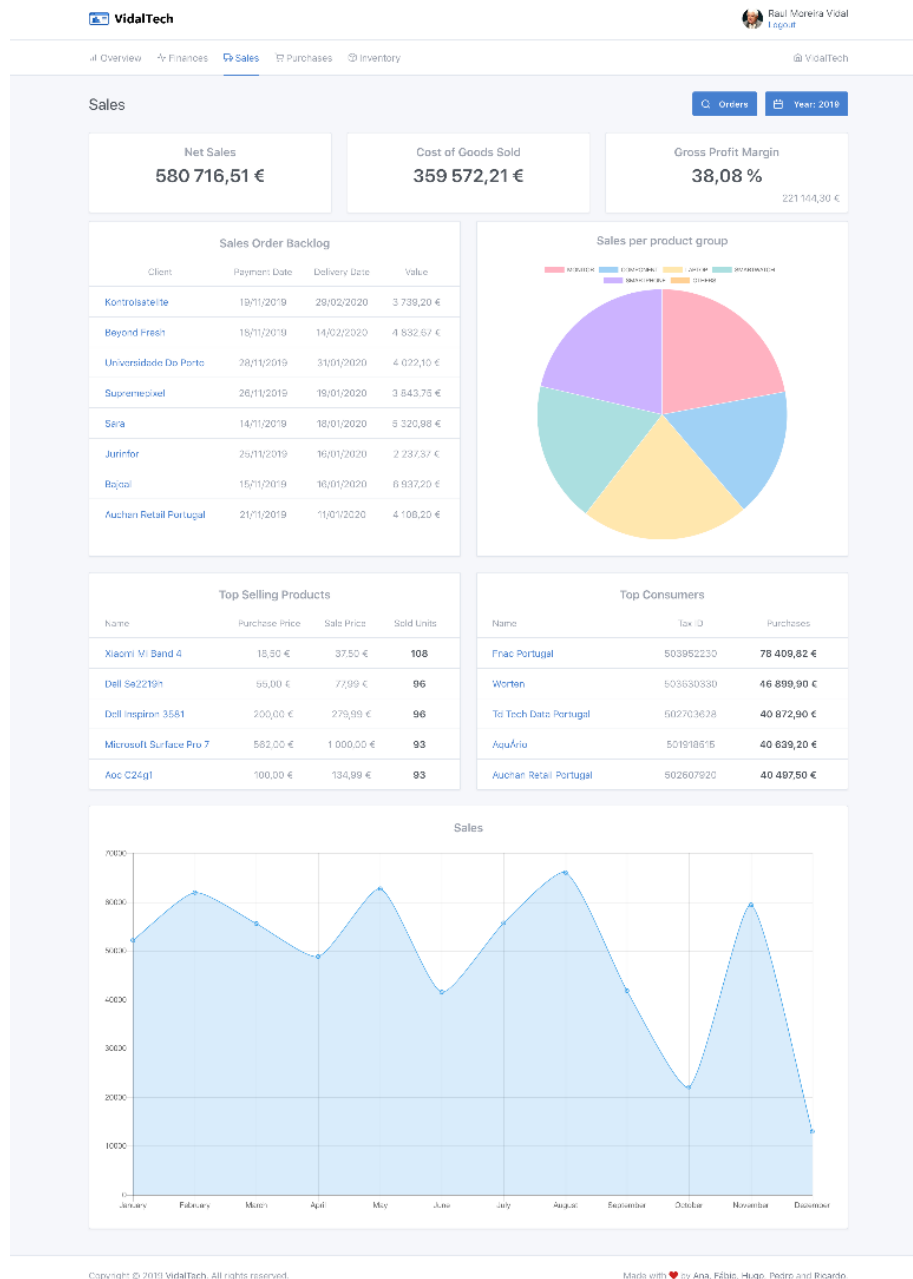 VidalTech
Raul Moreira Vidal
Logout
Overview Finances Sales Purchases Inventory VidalTech
Sales
Orders Year: 2019
Net Sales
580 716,51 €
Cost of Goods Sold
359 572,21 €
Gross Profit Margin
38,08 %
221 144,30 €
Sales Order Backlog
Client Payment Date Delivery Date Value
Kontrolsatelite 19/11/2019 29/02/2020 3 739,20 €
Beyond Fresh 18/11/2019 14/02/2020 4 832,67 €
Universidade Do Porto 28/11/2019 31/01/2020 4 022,10 €
Supremepixel 26/11/2019 19/01/2020 3 643,75 €
Sara 14/11/2019 18/01/2020 5 320,98 €
Jurinfor 25/11/2019 16/01/2020 2 237,37 €
Bajoal 15/11/2019 16/01/2020 6 937,20 €
Auchan Retail Portugal 21/11/2019 11/01/2020 4 108,20 €
Sales per product group
MONITOR COMPONENT LAPTOP SMARTWATCH
SMARTPHONE OTHERS
Top Selling Products
Name Purchase Price Sale Price Sold Units
Xiaomi Mi Band 4 18,50 € 37,50 € 108
Dell Se2219h 55,00 € 77,99 € 96
Dell Inspiron 3581 200,00 € 279,99 € 96
Microsoft Surface Pro 7 562,00 € 1 000,00 € 93
Aoc C24g1 100,00 € 134,99 € 93
Top Consumers
Name Tax ID Purchases
Fnac Portugal 503952230 78 409,82 €
Worten 503630330 46 899,90 €
Td Tech Data Portugal 502703628 40 872,90 €
AquÁrio 501918515 40 639,20 €
Auchan Retail Portugal 502607920 40 497,50 €
Sales
70000
60000
50000
40000
30000
20000
10000
0
January February March April May June July August September October November Dezember
Copyright © 2019 VidalTech. All rights reserved.
Made with ❤ by Ana, Fábio, Hugo, Pedro and Ricardo.